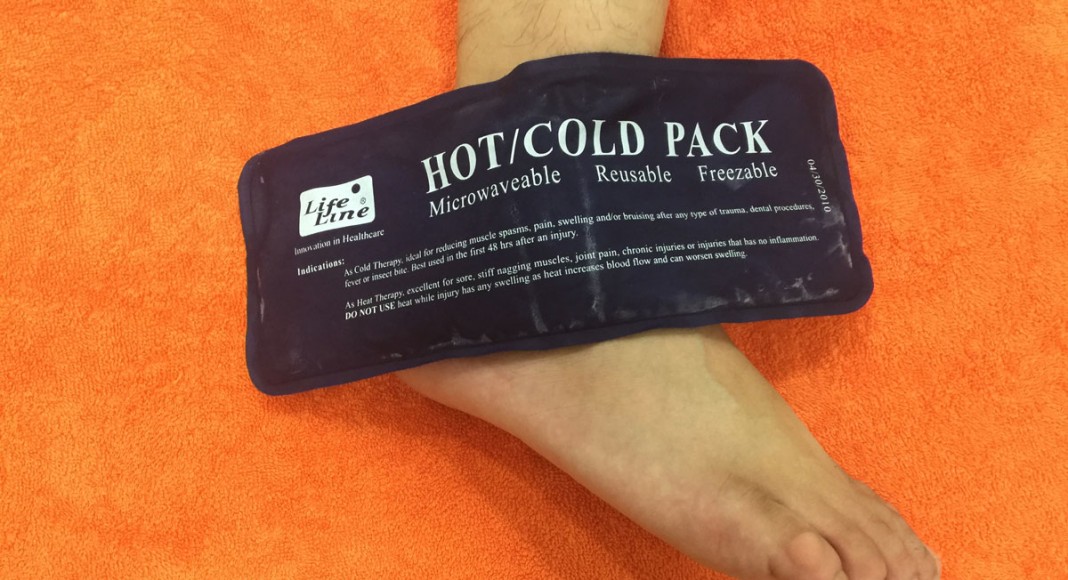 HOT/COLD PACK
Microwaveable Reusable Freezable
04/30/2010
Life
Line ®
Innovation in Healthcare
Indications:
As Cold Therapy, ideal for reducing muscle spasms, pain, swelling and/or bruising after any type of trauma, dental procedures,
fever or insect bite. Best used in the first 48 hrs after an injury.
As Heat Therapy, excellent for sore, stiff nagging muscles, joint pain, chronic injuries or injuries that has no inflammation.
DO NOT USE heat while injury has any swelling as heat increases blood flow and can worsen swelling.